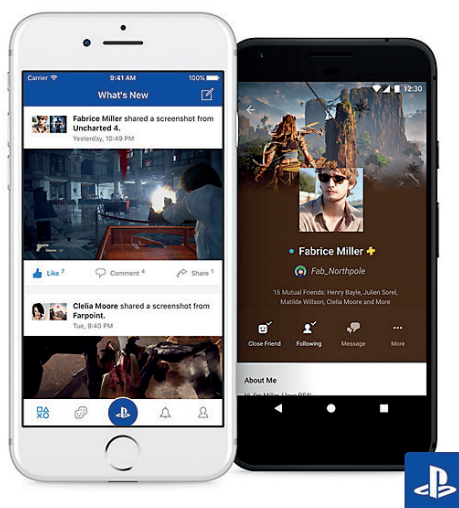 Carrier
9:41 AM
100%
What's New
Fabrice Miller shared a screenshot from
Uncharted 4.
Yesterday, 10:49 PM
Like 7
Comment 4
Share 1
Clelia Moore shared a screenshot from
Farpoint.
Tue, 9:40 PM
12:30
Fabrice Miller
Fab_Northpole
16 Mutual Friends: Henry Bayle, Julien Sorel,
Matilde Willson, Clelia Moore and More
Close Friend
Following
Message
More
About Me